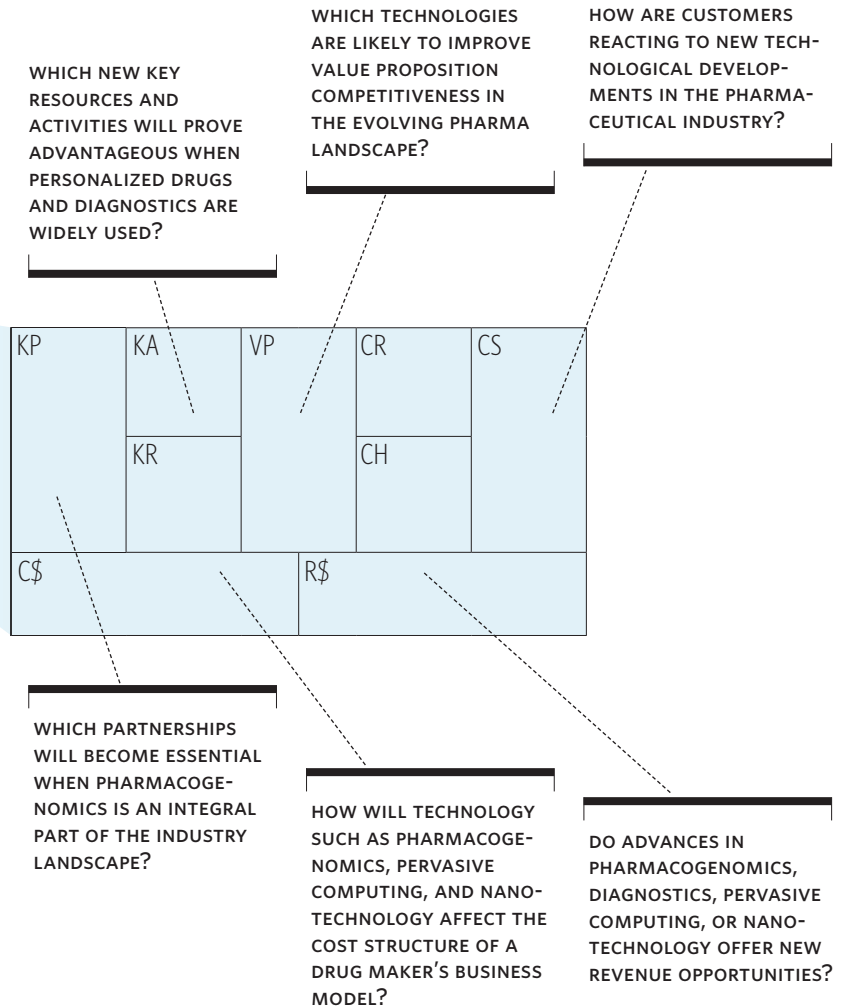 WHICH NEW KEY
RESOURCES AND
ACTIVITIES WILL PROVE
ADVANTAGEOUS WHEN
PERSONALIZED DRUGS
AND DIAGNOSTICS ARE
WIDELY USED?
WHICH TECHNOLOGIES
ARE LIKELY TO IMPROVE
VALUE PROPOSITION
COMPETITIVENESS IN
THE EVOLVING PHARMA
LANDSCAPE?
HOW ARE CUSTOMERS
REACTING TO NEW TECH-
NOLOGICAL DEVELOP-
MENTS IN THE PHARMA-
CEUTICAL INDUSTRY?
KP
KA
VP
CR
CS
KR
CH
C$
R$
WHICH PARTNERSHIPS
WILL BECOME ESSENTIAL
WHEN PHARMACOGE-
NOMICS IS AN INTEGRAL
PART OF THE INDUSTRY
LANDSCAPE?
HOW WILL TECHNOLOGY
SUCH AS PHARMACOGE-
NOMICS, PERVASIVE
COMPUTING, AND NANO-
TECHNOLOGY AFFECT THE
COST STRUCTURE OF A
DRUG MAKER'S BUSINESS
MODEL?
DO ADVANCES IN
PHARMACOGENOMICS,
DIAGNOSTICS, PERVASIVE
COMPUTING, OR NANO-
TECHNOLOGY OFFER NEW
REVENUE OPPORTUNITIES?